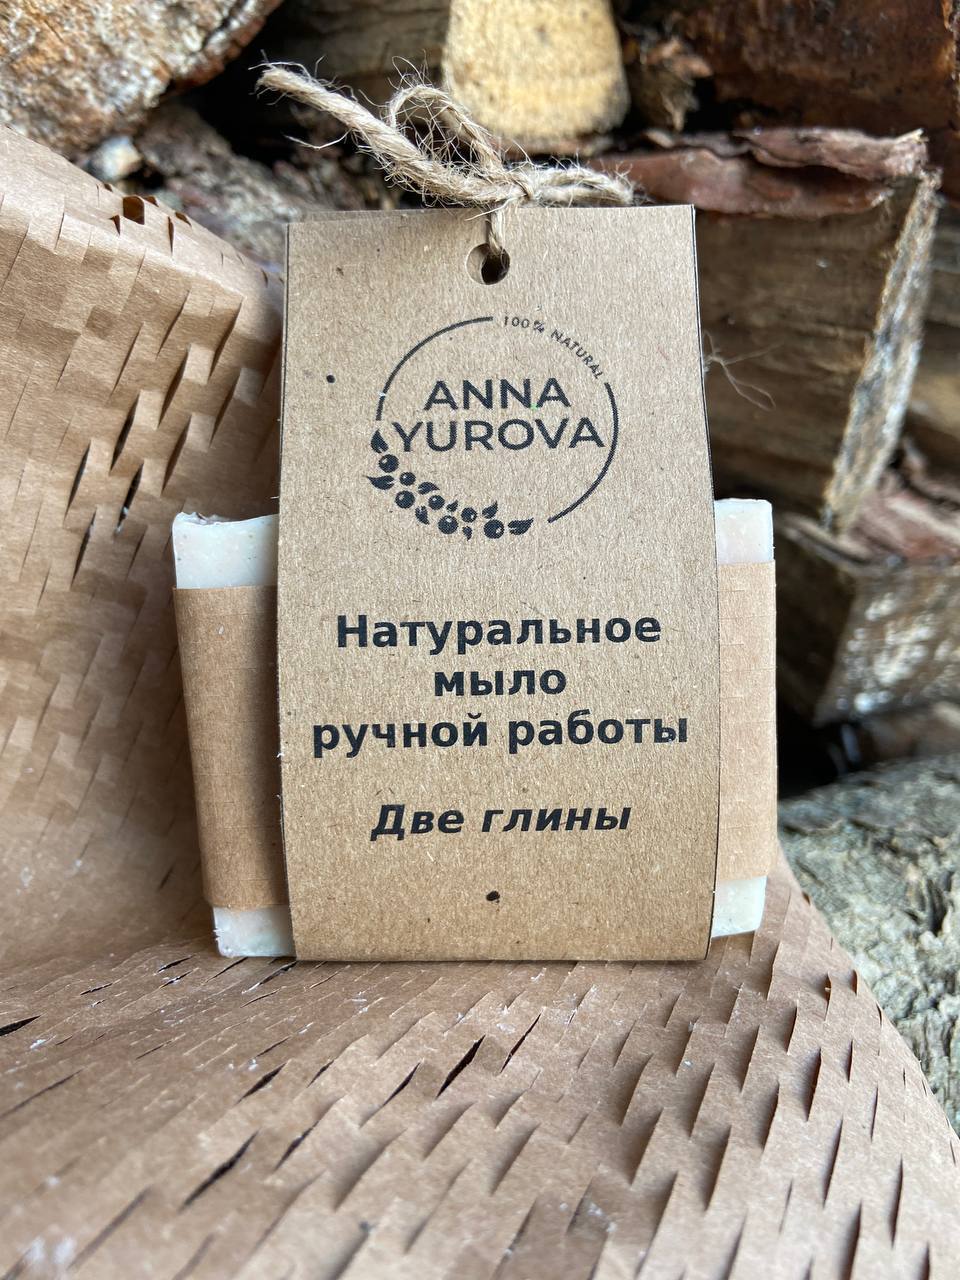 100% NATURAL
ANNA
YUROVA
Натуральное
мыло
ручной работы
Две глины